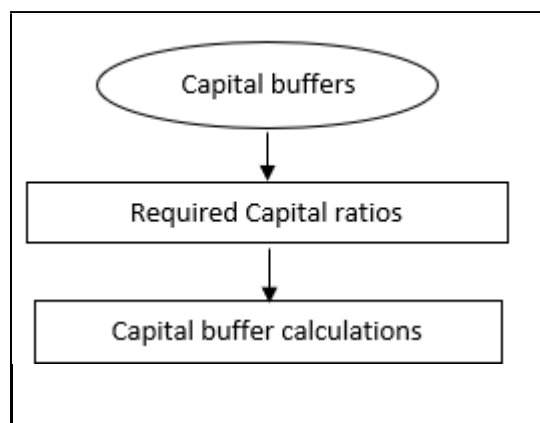 Capital buffers
Required Capital ratios
Capital buffer calculations